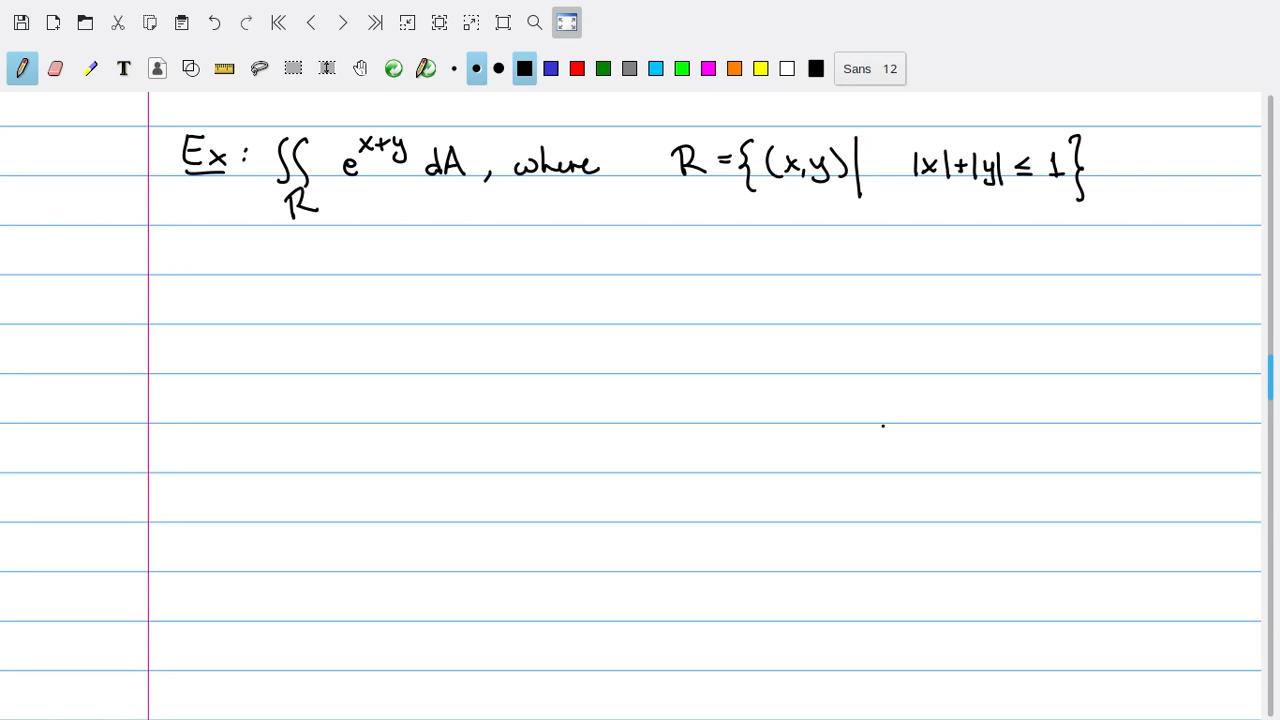 Sans 12
Ex: ∬_R e^{x+y} dA, where R = {(x,y) | |x|+|y| ≤ 1}